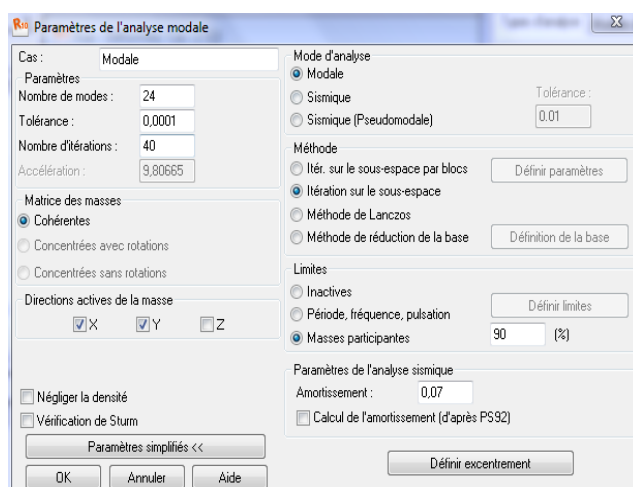 Paramètres de l'analyse modale
Cas :
Modale
Paramètres
Nombre de modes :
24
Tolérance :
0,0001
Nombre d'itérations :
40
Accélération :
9,80665
Matrice des masses
Cohérentes
Concentrées avec rotations
Concentrées sans rotations
Directions actives de la masse
X Y Z
Négliger la densité
Vérification de Sturm
Paramètres simplifiés <<
OK Annuler Aide
Mode d'analyse
Modale
Sismique
Sismique (Pseudomodale)
Tolérance :
0.01
Méthode
Itér. sur le sous-espace par blocs
Définir paramètres
Itération sur le sous-espace
Méthode de Lanczos
Méthode de réduction de la base
Définition de la base
Limites
Inactives
Période, fréquence, pulsation
Définir limites
Masses participantes
90 (%)
Paramètres de l'analyse sismique
Amortissement :
0,07
Calcul de l'amortissement (d'après PS92)
Définir excentrement